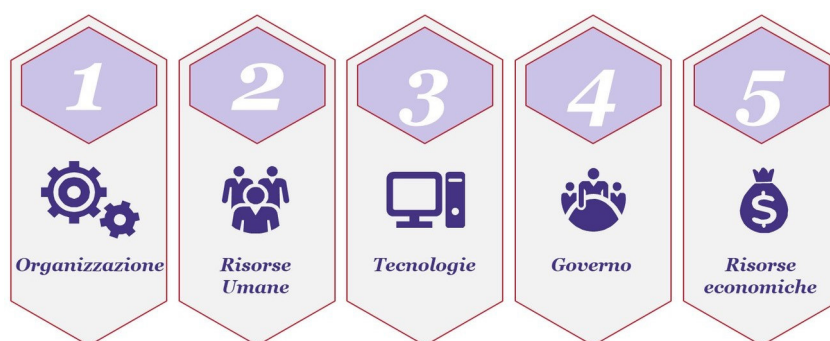 1
2
3
4
5
Organizzazione
Risorse
Umane
Tecnologie
Governo
Risorse
economiche
$